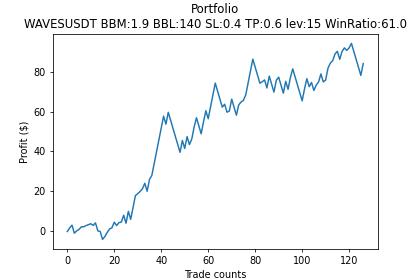 Portfolio
WAVESUSDT BBM:1.9 BBL:140 SL:0.4 TP:0.6 lev:15 WinRatio:61.0
Profit ($)
80
60
40
20
0
0 20 40 60 80 100 120
Trade counts